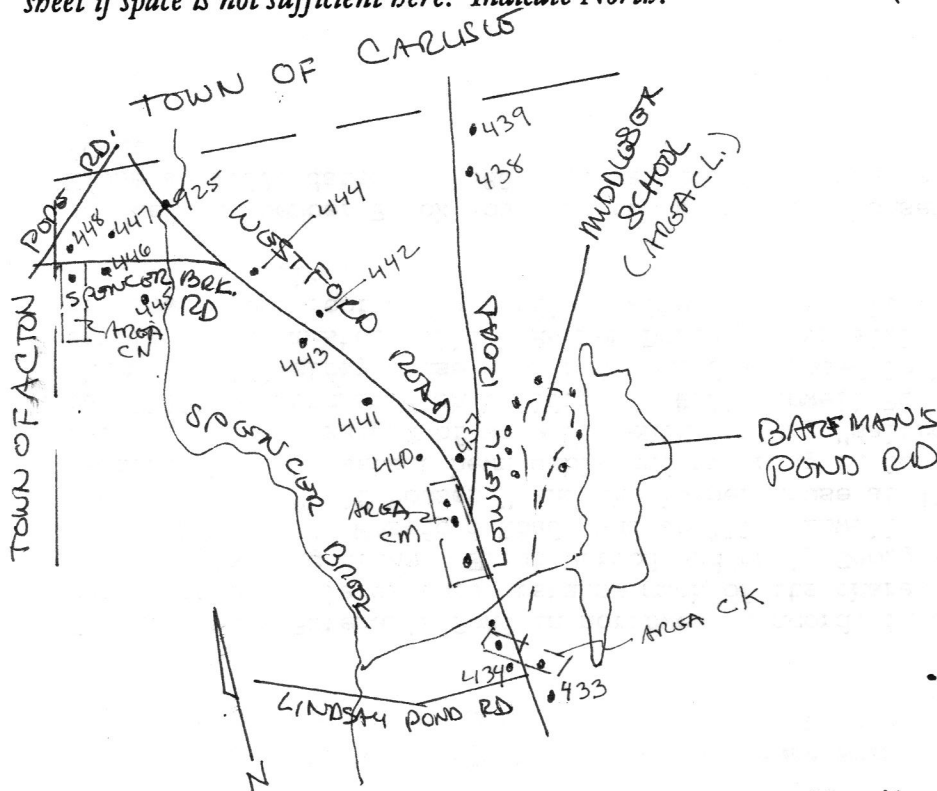 sheet if space is not sufficient here. Indicate North.
TOWN OF CARLISLE
POPE RD.
925
448
447
446
445
SPENCER BRK.
RD
AREA
CN
TOWN OF ACTON
444
WESTFORD ROAD
442
443
441
440
437
439
438
LOWELL ROAD
MIDDLESEX
SCHOOL
(AREA CL.)
BATEMAN'S
POND RD
SPENCER
BROOK
AREA
CM
AREA CK
434
433
LINDSAY POND RD
N